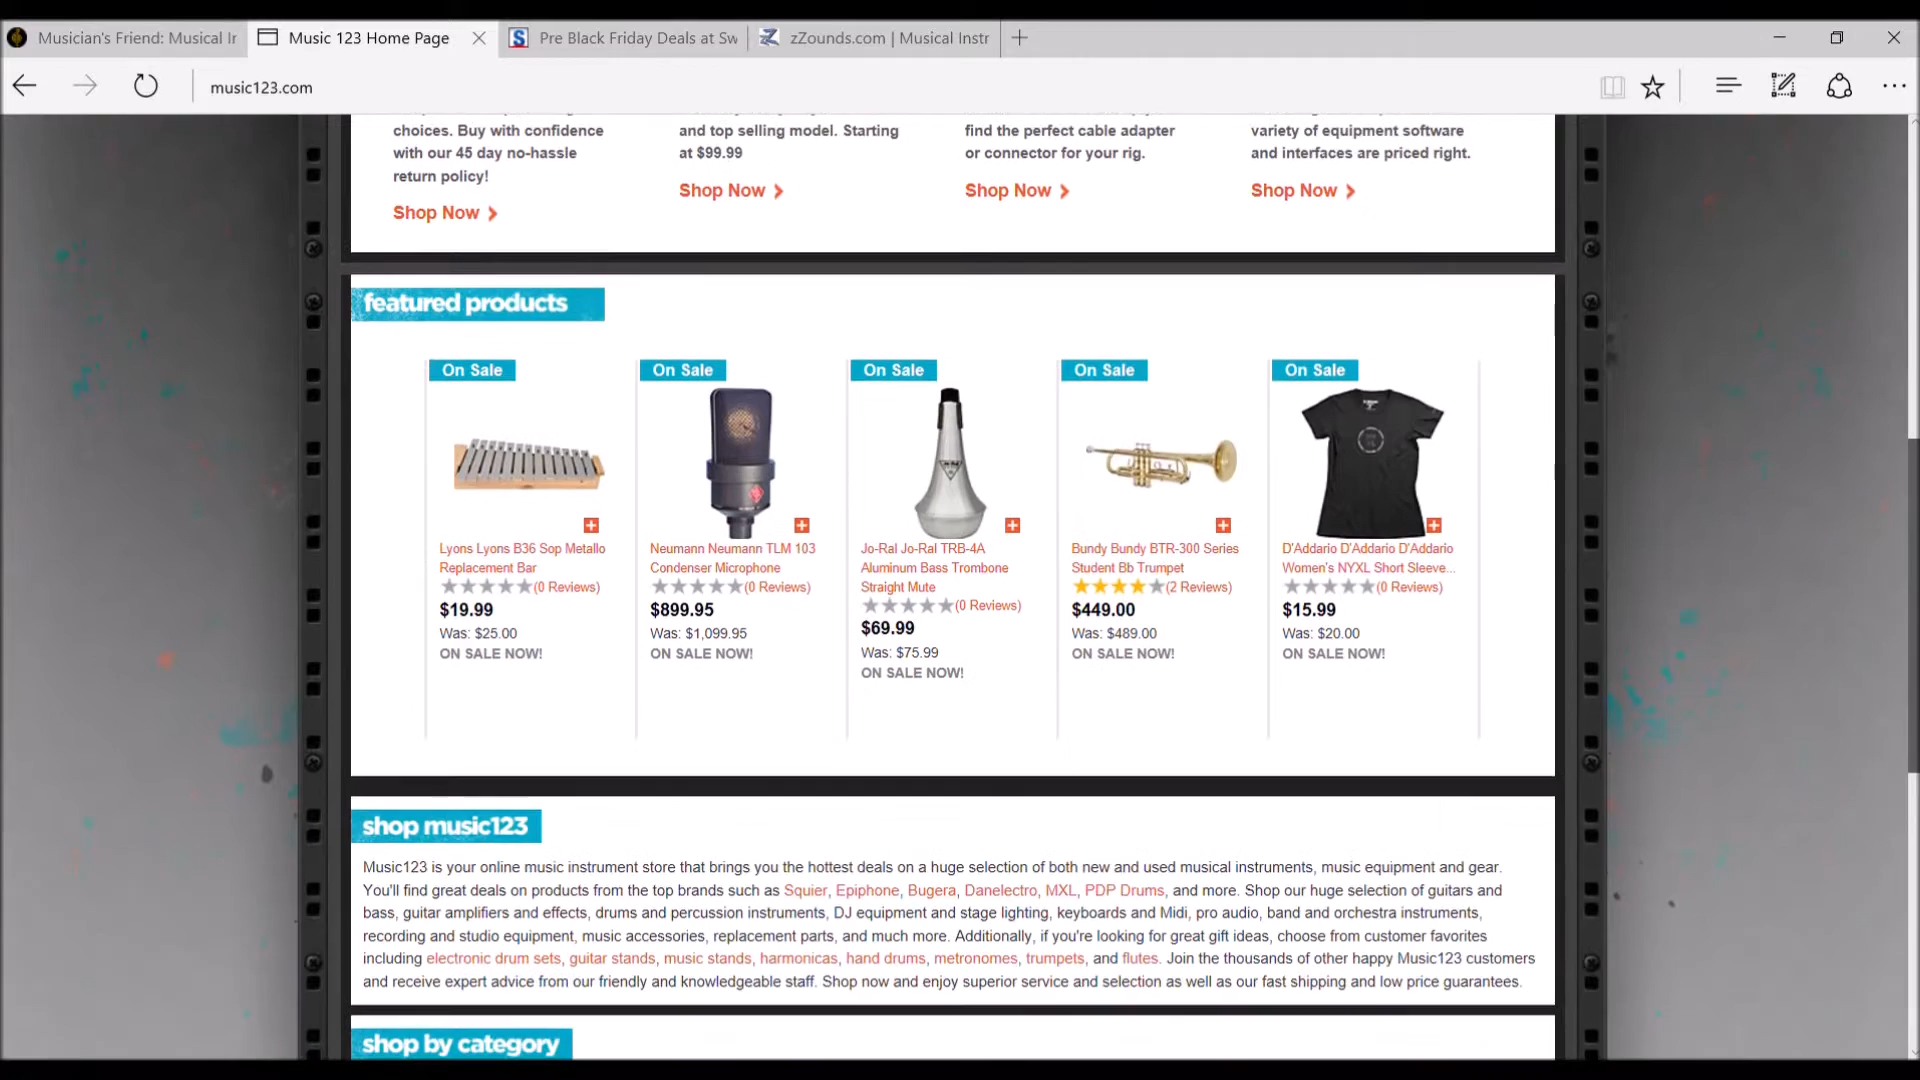 Musician's Friend: Musical Ir
Music 123 Home Page
Pre Black Friday Deals at Sw
zZounds.com | Musical Instr
music123.com
choices. Buy with confidence
with our 45 day no-hassle
return policy!
Shop Now
and top selling model. Starting
at $99.99
Shop Now
find the perfect cable adapter
or connector for your rig.
Shop Now
variety of equipment software
and interfaces are priced right.
Shop Now
featured products
On Sale
Lyons Lyons B36 Sop Metallo
Replacement Bar
(0 Reviews)
$19.99
Was: $25.00
ON SALE NOW!
On Sale
Neumann Neumann TLM 103
Condenser Microphone
(0 Reviews)
$899.95
Was: $1,099.95
ON SALE NOW!
On Sale
Jo-Ral Jo-Ral TRB-4A
Aluminum Bass Trombone
Straight Mute
(0 Reviews)
$69.99
Was: $75.99
ON SALE NOW!
On Sale
Bundy Bundy BTR-300 Series
Student Bb Trumpet
(2 Reviews)
$449.00
Was: $489.00
ON SALE NOW!
On Sale
D'Addario D'Addario D'Addario
Women's NYXL Short Sleeve...
(0 Reviews)
$15.99
Was: $20.00
ON SALE NOW!
shop music123
Music123 is your online music instrument store that brings you the hottest deals on a huge selection of both new and used musical instruments, music equipment and gear.
You'll find great deals on products from the top brands such as Squier, Epiphone, Bugera, Danelectro, MXL, PDP Drums, and more. Shop our huge selection of guitars and
bass, guitar amplifiers and effects, drums and percussion instruments, DJ equipment and stage lighting, keyboards and Midi, pro audio, band and orchestra instruments,
recording and studio equipment, music accessories, replacement parts, and much more. Additionally, if you're looking for great gift ideas, choose from customer favorites
including electronic drum sets, guitar stands, music stands, harmonicas, hand drums, metronomes, trumpets, and flutes. Join the thousands of other happy Music123 customers
and receive expert advice from our friendly and knowledgeable staff. Shop now and enjoy superior service and selection as well as our fast shipping and low price guarantees.
shop by category